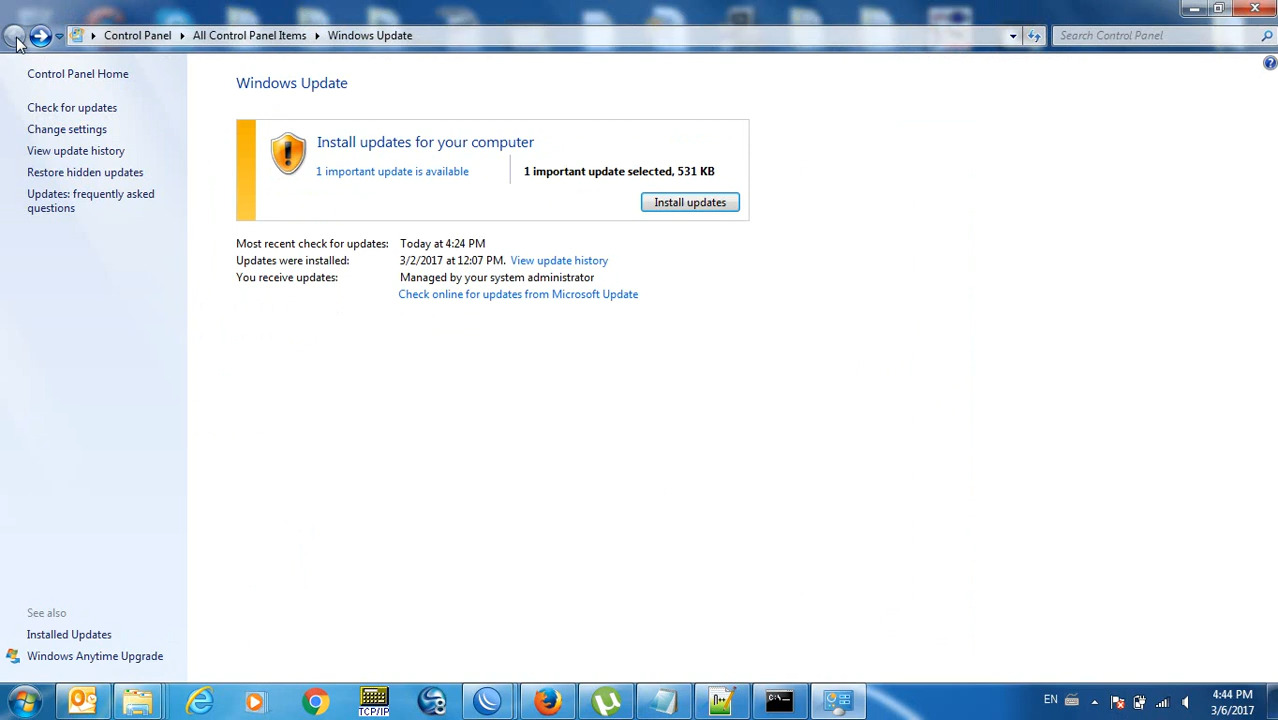 Control Panel
All Control Panel Items
Windows Update
Search Control Panel
Control Panel Home
Check for updates
Change settings
View update history
Restore hidden updates
Updates: frequently asked
questions
Windows Update
Install updates for your computer
1 important update is available
1 important update selected, 531 KB
Install updates
Most recent check for updates: Today at 4:24 PM
Updates were installed: 3/2/2017 at 12:07 PM. View update history
You receive updates: Managed by your system administrator
Check online for updates from Microsoft Update
See also
Installed Updates
Windows Anytime Upgrade
TCP/IP
C:\
EN
4:44 PM
3/6/2017